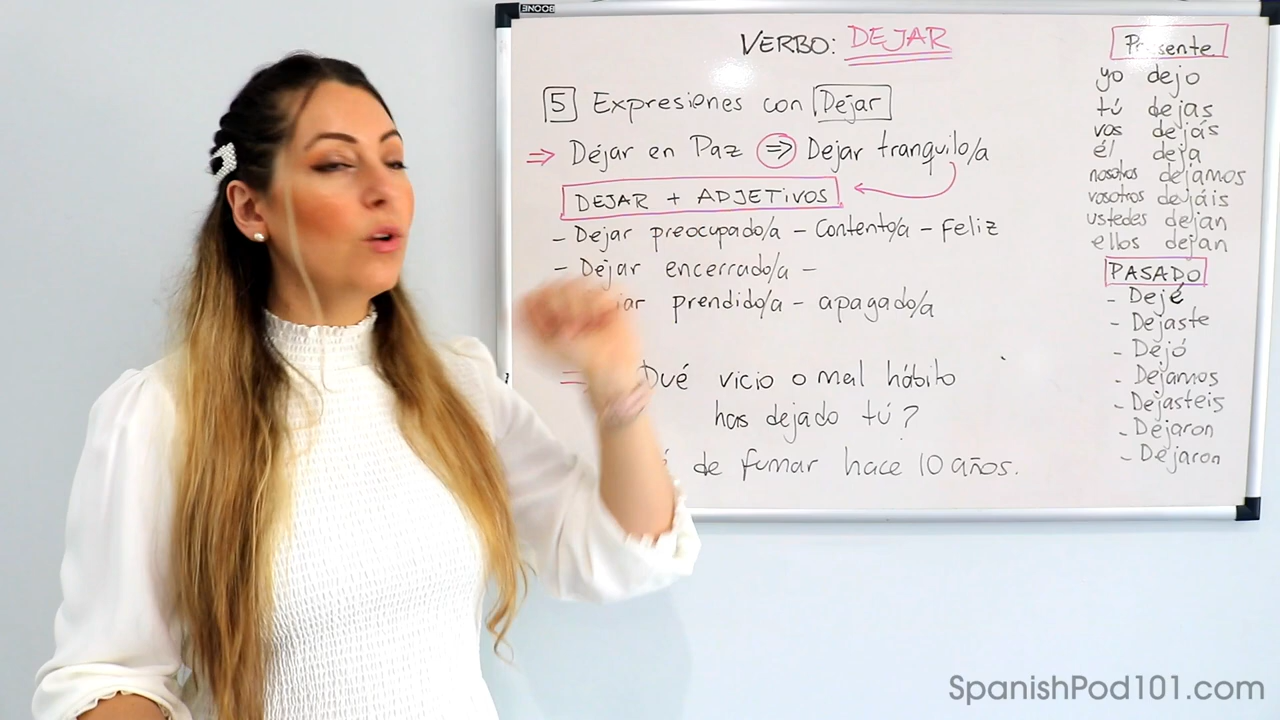 BOONE
VERBO: DEJAR
5 Expresiones con Dejar
⇒ Dejar en Paz ⇒ Dejar tranquilo/a
DEJAR + ADJETIVOS
- Dejar preocupado/a - Contento/a - Feliz
- Dejar encerrado/a -
prendido/a - apagado/a
Qué vicio o mal hábito
has dejado tú?
de fumar hace 10 años.
Presente
yo dejo
tú dejas
vos dejás
él deja
nosotros dejamos
vosotros dejáis
ustedes dejan
ellos dejan
PASADO
- Dejé
- Dejaste
- Dejó
- Dejamos
- Dejasteis
- Dejaron
- Dejaron
SpanishPod101.com